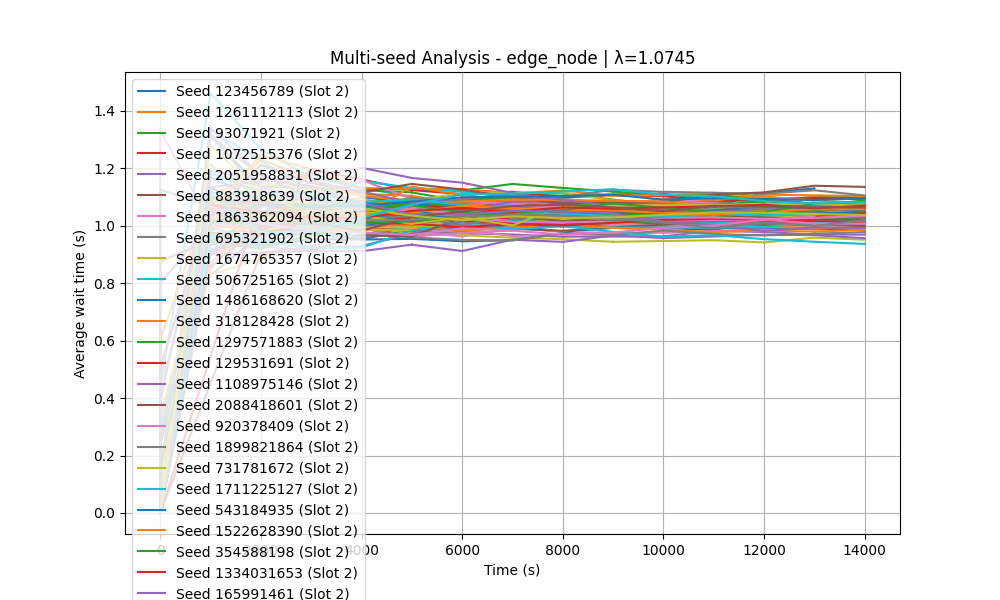 Multi-seed Analysis - edge_node | λ=1.0745
Average wait time (s)
1.4
1.2
1.0
0.8
0.6
0.4
0.2
0.0
Seed 123456789 (Slot 2)
Seed 1261112113 (Slot 2)
Seed 93071921 (Slot 2)
Seed 1072515376 (Slot 2)
Seed 2051958831 (Slot 2)
Seed 883918639 (Slot 2)
Seed 1863362094 (Slot 2)
Seed 695321902 (Slot 2)
Seed 1674765357 (Slot 2)
Seed 506725165 (Slot 2)
Seed 1486168620 (Slot 2)
Seed 318128428 (Slot 2)
Seed 1297571883 (Slot 2)
Seed 129531691 (Slot 2)
Seed 1108975146 (Slot 2)
Seed 2088418601 (Slot 2)
Seed 920378409 (Slot 2)
Seed 1899821864 (Slot 2)
Seed 731781672 (Slot 2)
Seed 1711225127 (Slot 2)
Seed 543184935 (Slot 2)
Seed 1522628390 (Slot 2)
Seed 354588198 (Slot 2)
Seed 1334031653 (Slot 2)
Seed 165991461 (Slot 2)
0 2000 4000 6000 8000 10000 12000 14000
Time (s)